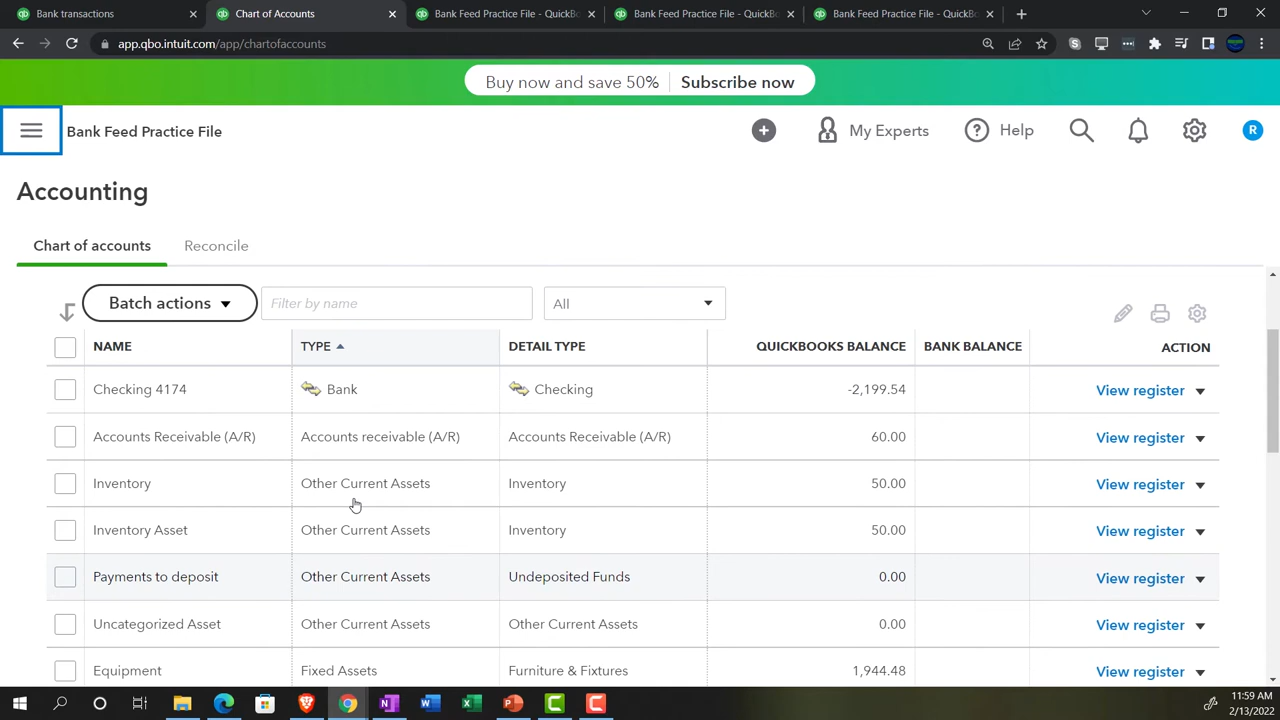 Bank transactions
Chart of Accounts
Bank Feed Practice File - QuickBo
Bank Feed Practice File - QuickBo
Bank Feed Practice File - QuickBo
app.qbo.intuit.com/app/chartofaccounts
Buy now and save 50% Subscribe now
Bank Feed Practice File
My Experts
Help
R
Accounting
Chart of accounts
Reconcile
Batch actions
Filter by name
All
NAME TYPE DETAIL TYPE QUICKBOOKS BALANCE BANK BALANCE ACTION
Checking 4174 Bank Checking -2,199.54 View register
Accounts Receivable (A/R) Accounts receivable (A/R) Accounts Receivable (A/R) 60.00 View register
Inventory Other Current Assets Inventory 50.00 View register
Inventory Asset Other Current Assets Inventory 50.00 View register
Payments to deposit Other Current Assets Undeposited Funds 0.00 View register
Uncategorized Asset Other Current Assets Other Current Assets 0.00 View register
Equipment Fixed Assets Furniture & Fixtures 1,944.48 View register
11:59 AM
2/13/2022